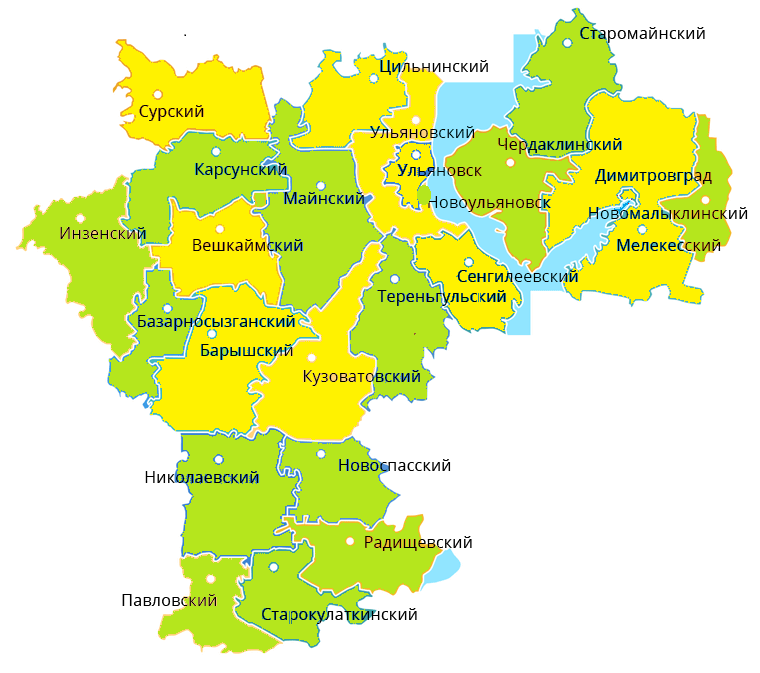 Старомайнский
Цильнинский
Сурский
Ульяновский
Чердаклинский
Карсунский
Ульяновск
Димитровград
Майнский
Новоульяновск
Новомалыклинский
Инзенский
Вешкаймский
Мелекесский
Сенгилеевский
Тереньгульский
Базарносызганский
Барышский
Кузоватовский
Новоспасский
Николаевский
Радищевский
Павловский
Старокулаткинский